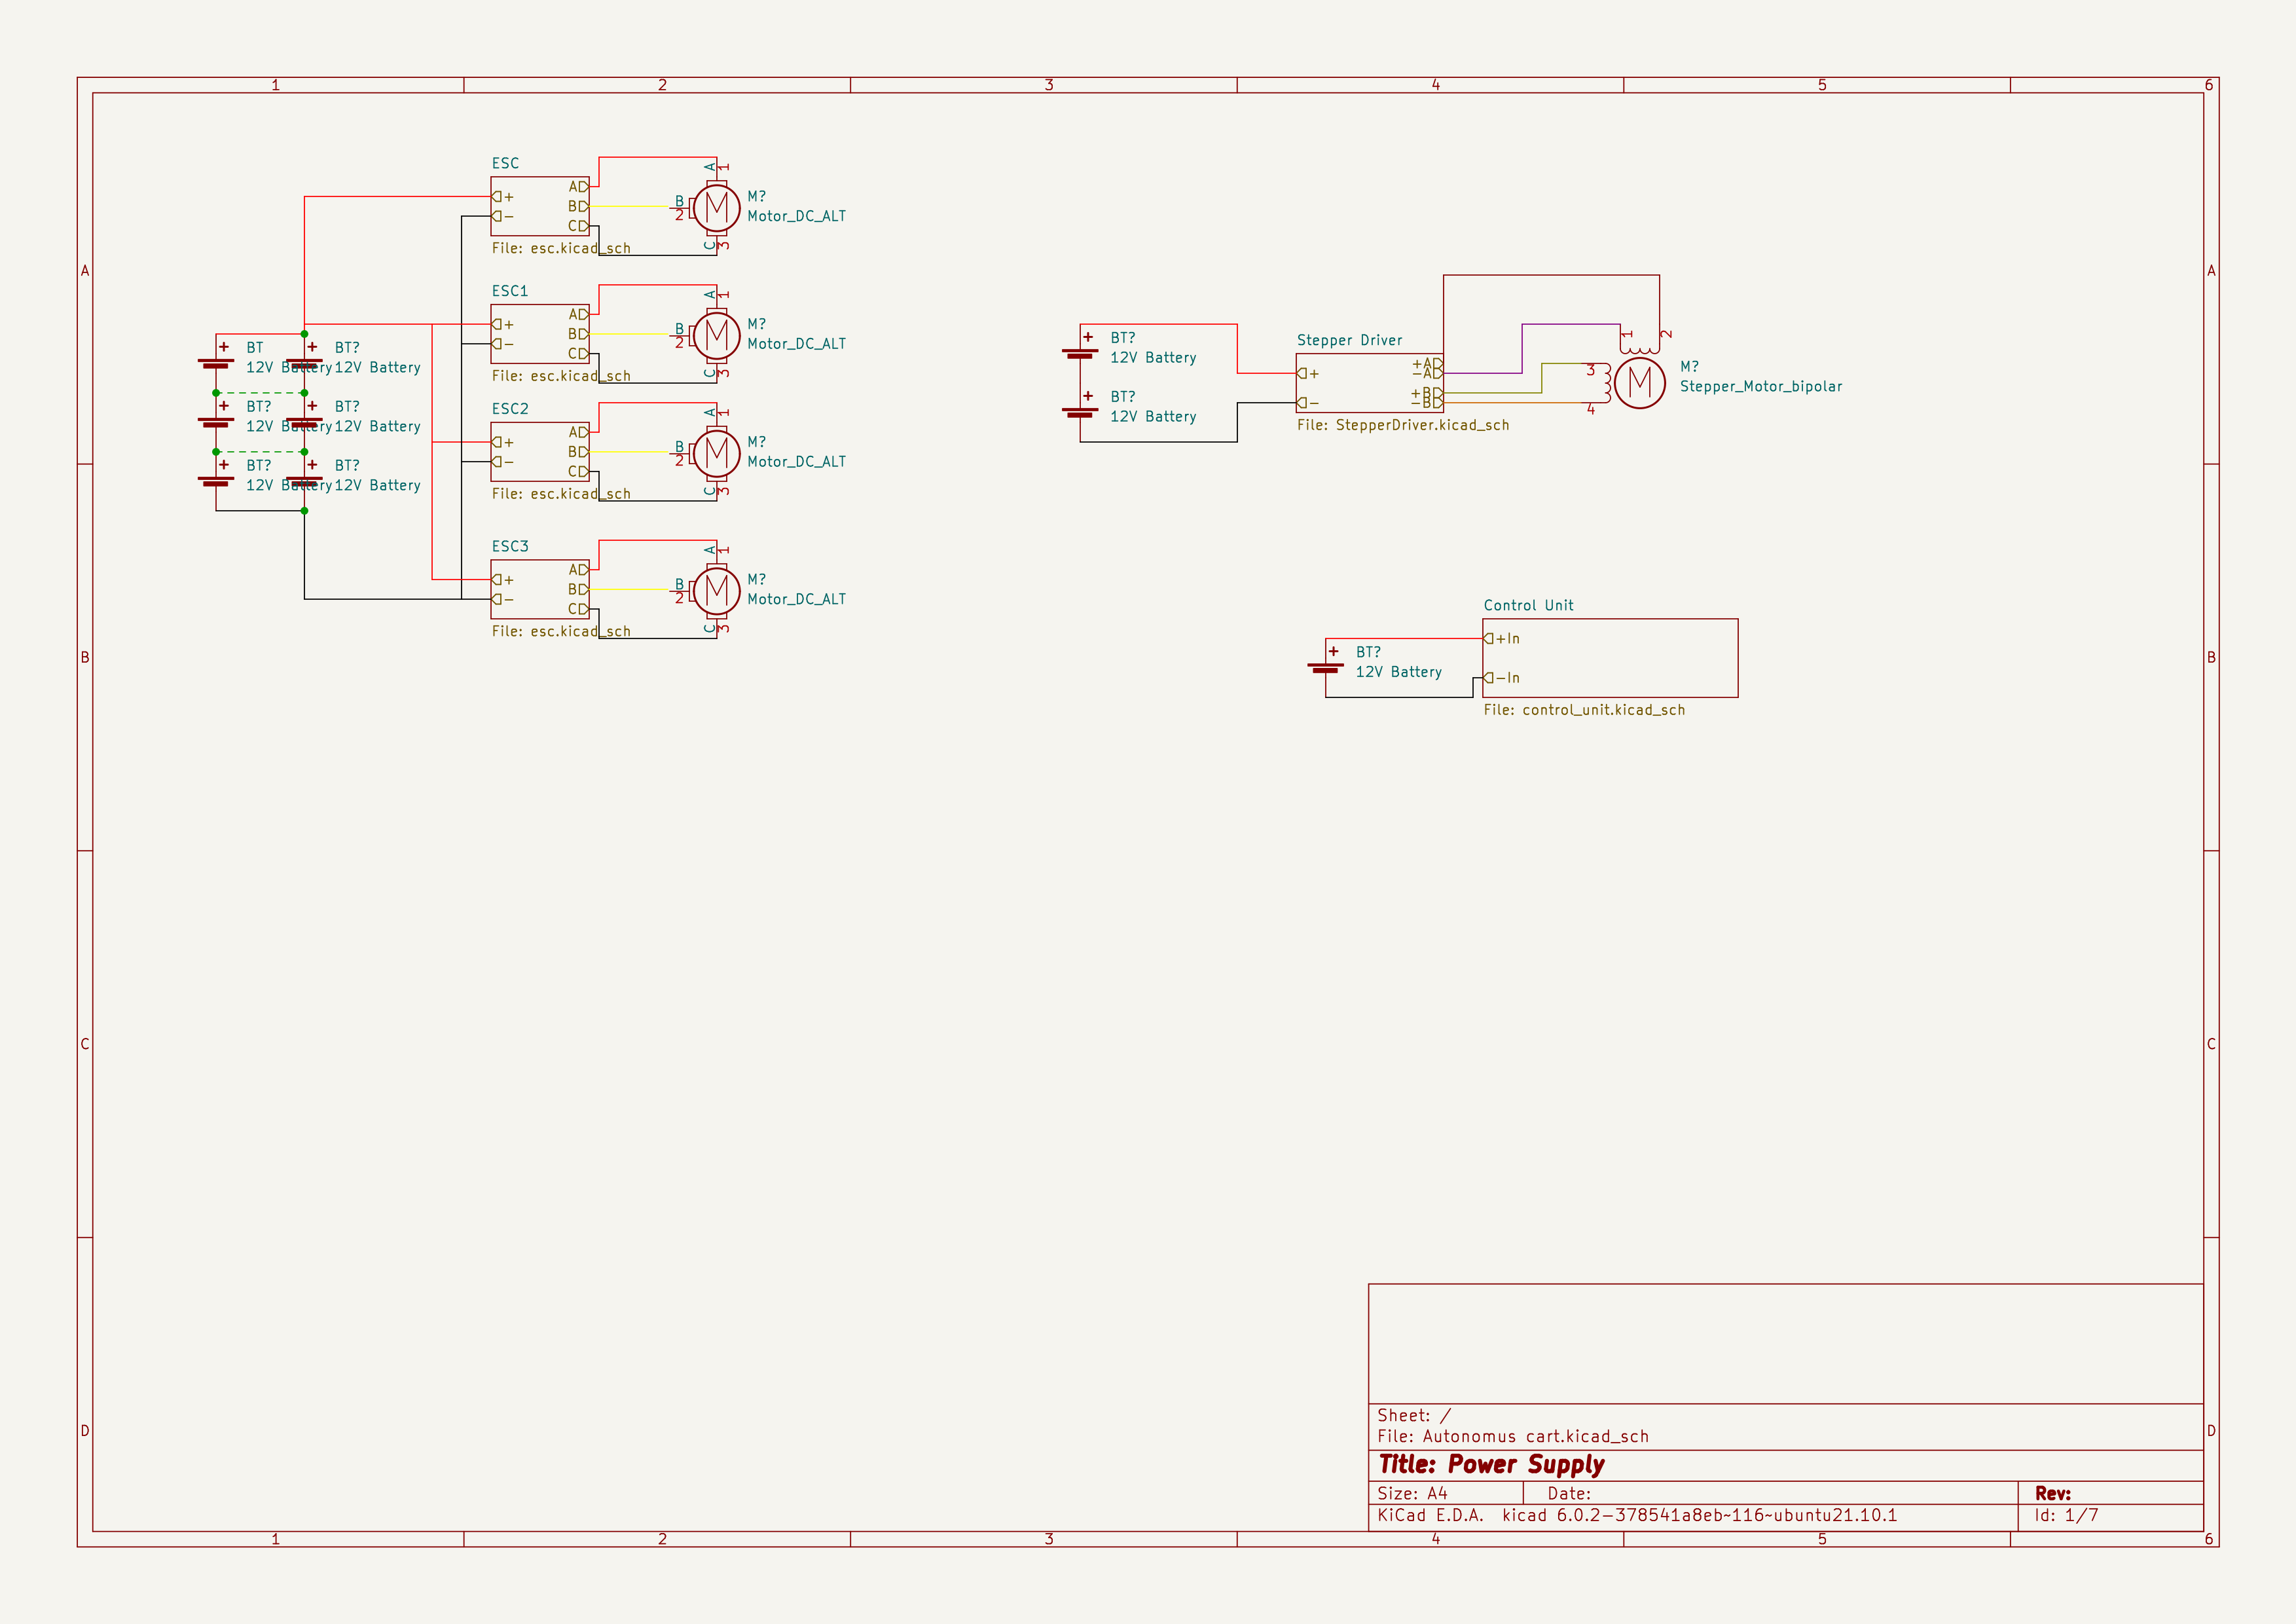 1 2 3 4 5 6
A
B
C
D
A
B
C
D
ESC
+
-
A
B
C
File: esc.kicad_sch
A 1
B 2
C 3
M?
Motor_DC_ALT
ESC1
+
-
A
B
C
File: esc.kicad_sch
A 1
B 2
C 3
M?
Motor_DC_ALT
ESC2
+
-
A
B
C
File: esc.kicad_sch
A 1
B 2
C 3
M?
Motor_DC_ALT
ESC3
+
-
A
B
C
File: esc.kicad_sch
A 1
B 2
C 3
M?
Motor_DC_ALT
+ BT
12V Battery
+ BT?
12V Battery
+ BT?
12V Battery
+ BT?
12V Battery
+ BT?
12V Battery
+ BT?
12V Battery
+ BT?
12V Battery
+ BT?
12V Battery
Stepper Driver
+
-
+A
-A
+B
-B
File: StepperDriver.kicad_sch
1
2
3
4
M?
Stepper_Motor_bipolar
Control Unit
+In
-In
File: control_unit.kicad_sch
+ BT?
12V Battery
Sheet: /
File: Autonomus cart.kicad_sch
Title: Power Supply
Size: A4
Date:
Rev:
KiCad E.D.A. kicad 6.0.2-378541a8eb~116~ubuntu21.10.1
Id: 1/7
1 2 3 4 5 6